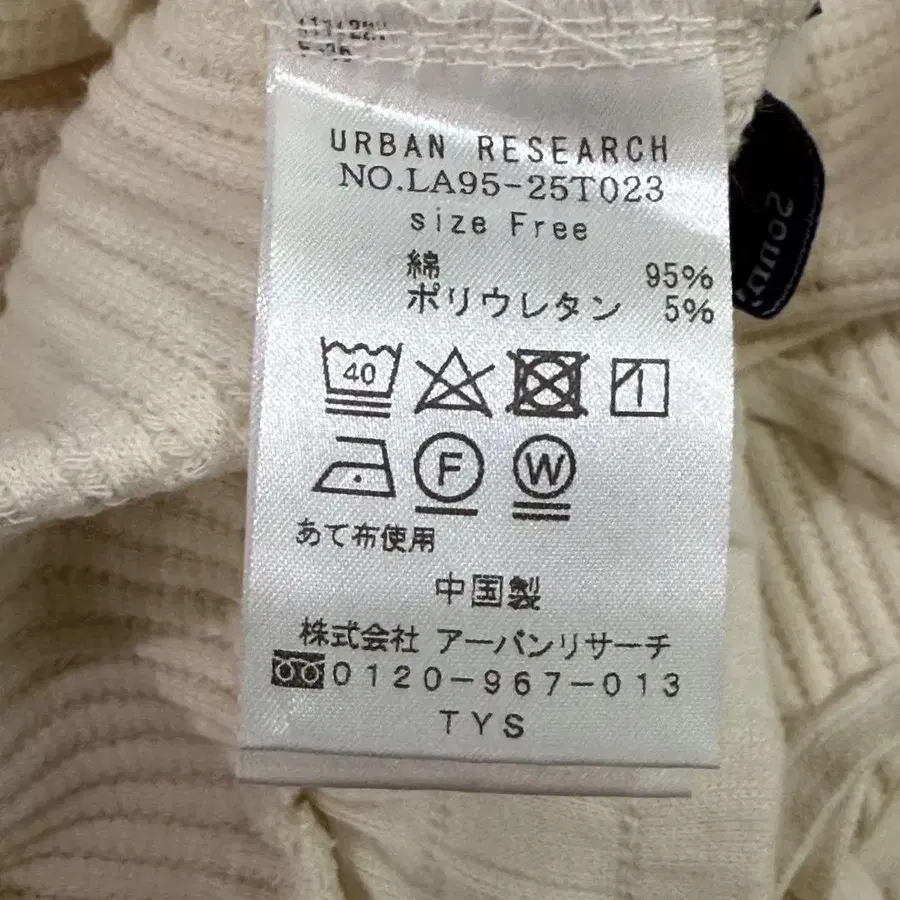 URBAN RESEARCH
NO.LA95-25T023
size Free
綿 95%
ポリウレタン 5%
40
F W
あて布使用
中国製
株式会社 アーバンリサーチ
0120-967-013
TYS